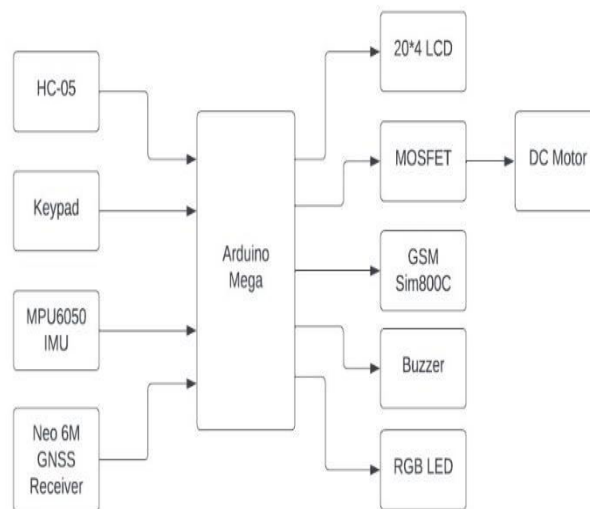 HC-05
Keypad
MPU6050
IMU
Neo 6M
GNSS
Receiver
Arduino
Mega
20*4 LCD
MOSFET
DC Motor
GSM
Sim800C
Buzzer
RGB LED